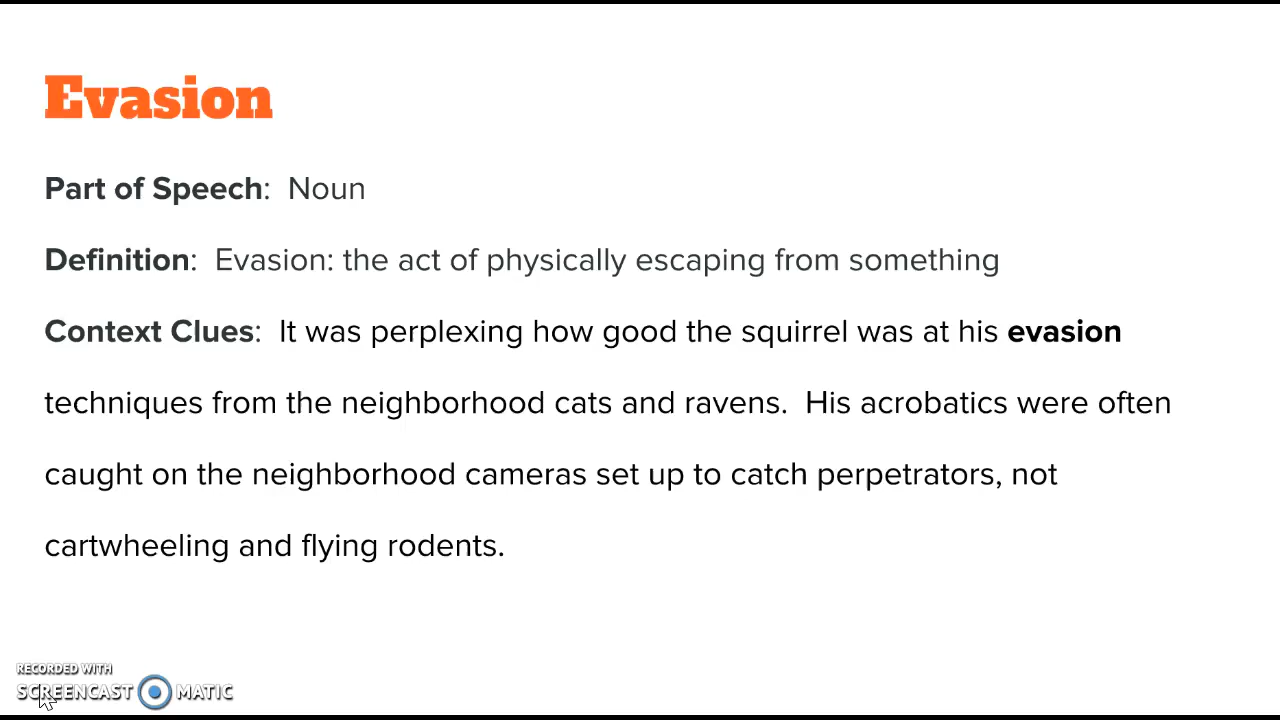 Evasion
Part of Speech:  Noun
Definition:  Evasion: the act of physically escaping from something
Context Clues:  It was perplexing how good the squirrel was at his evasion
techniques from the neighborhood cats and ravens.  His acrobatics were often
caught on the neighborhood cameras set up to catch perpetrators, not
cartwheeling and flying rodents.
RECORDED WITH
SCREENCAST MATIC